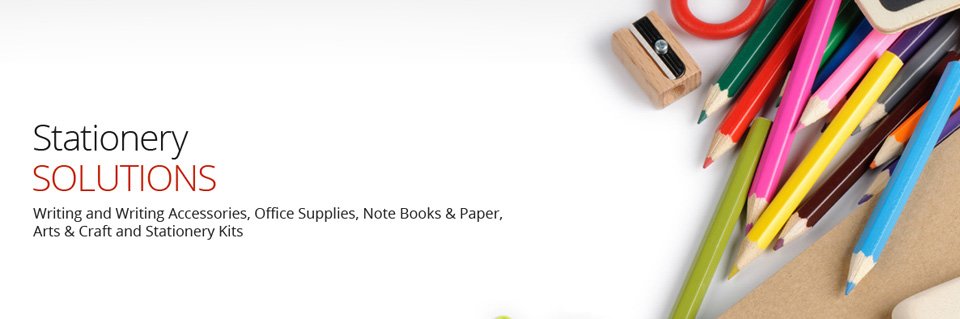 Stationery
SOLUTIONS
Writing and Writing Accessories, Office Supplies, Note Books & Paper,
Arts & Craft and Stationery Kits